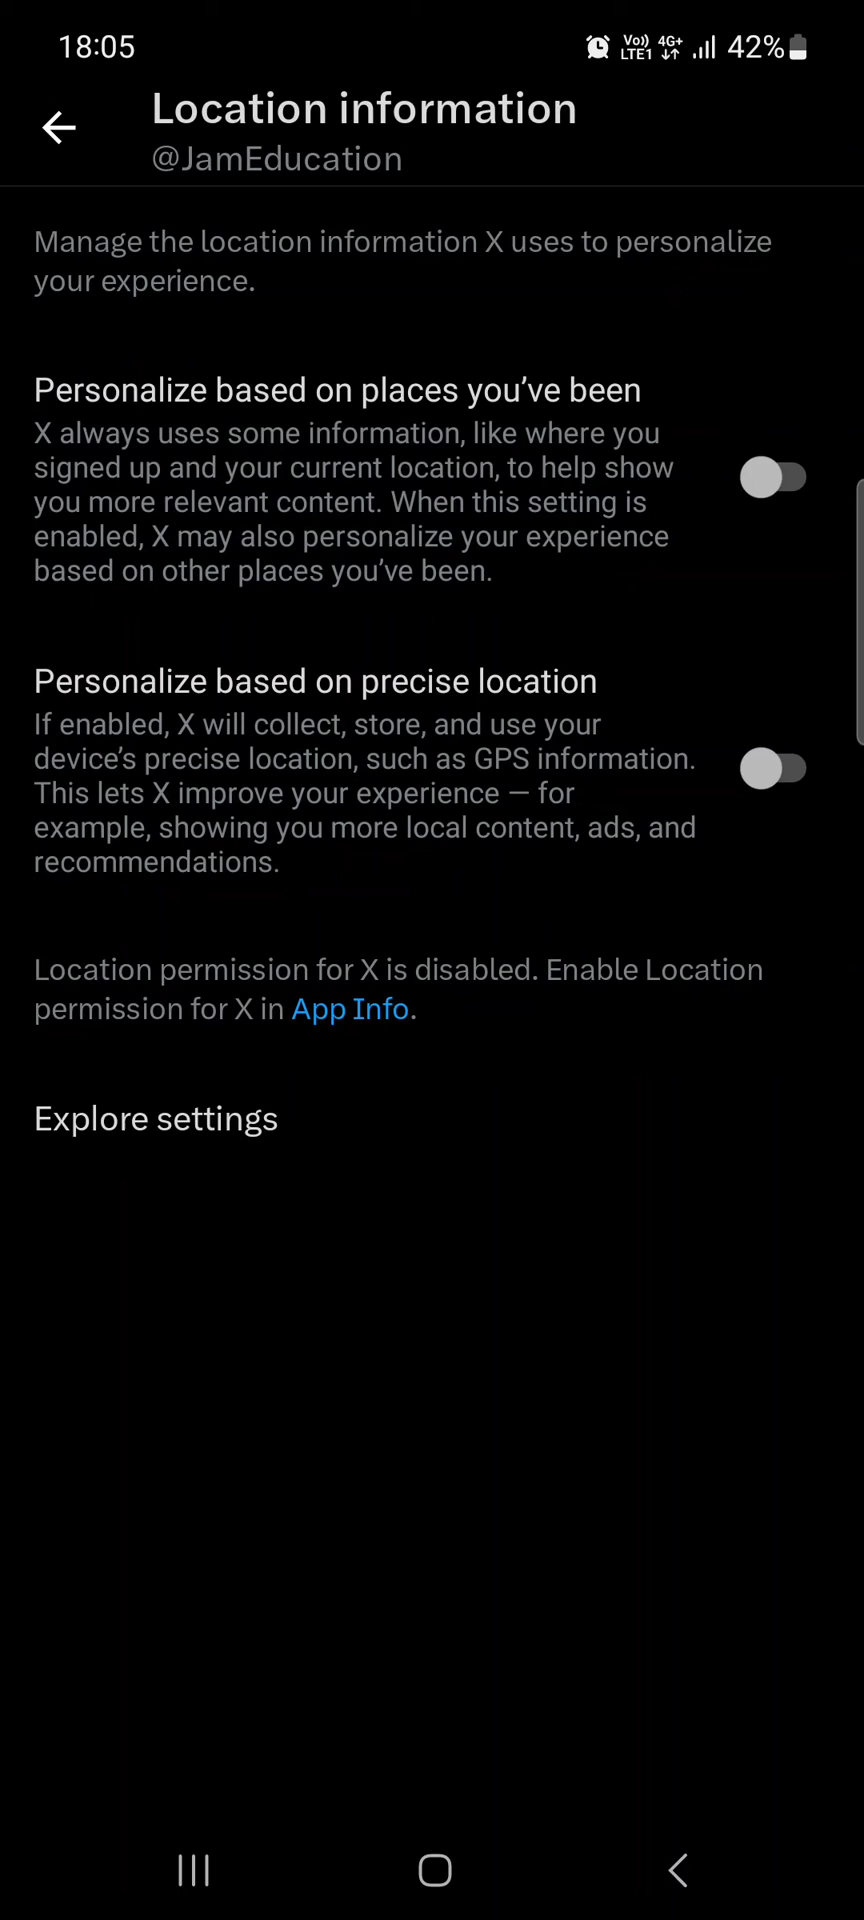 18:05
Vo)) LTE1 4G+ 42%
Location information
@JamEducation
Manage the location information X uses to personalize
your experience.
Personalize based on places you’ve been
X always uses some information, like where you
signed up and your current location, to help show
you more relevant content. When this setting is
enabled, X may also personalize your experience
based on other places you’ve been.
Personalize based on precise location
If enabled, X will collect, store, and use your
device’s precise location, such as GPS information.
This lets X improve your experience — for
example, showing you more local content, ads, and
recommendations.
Location permission for X is disabled. Enable Location
permission for X in App Info.
Explore settings